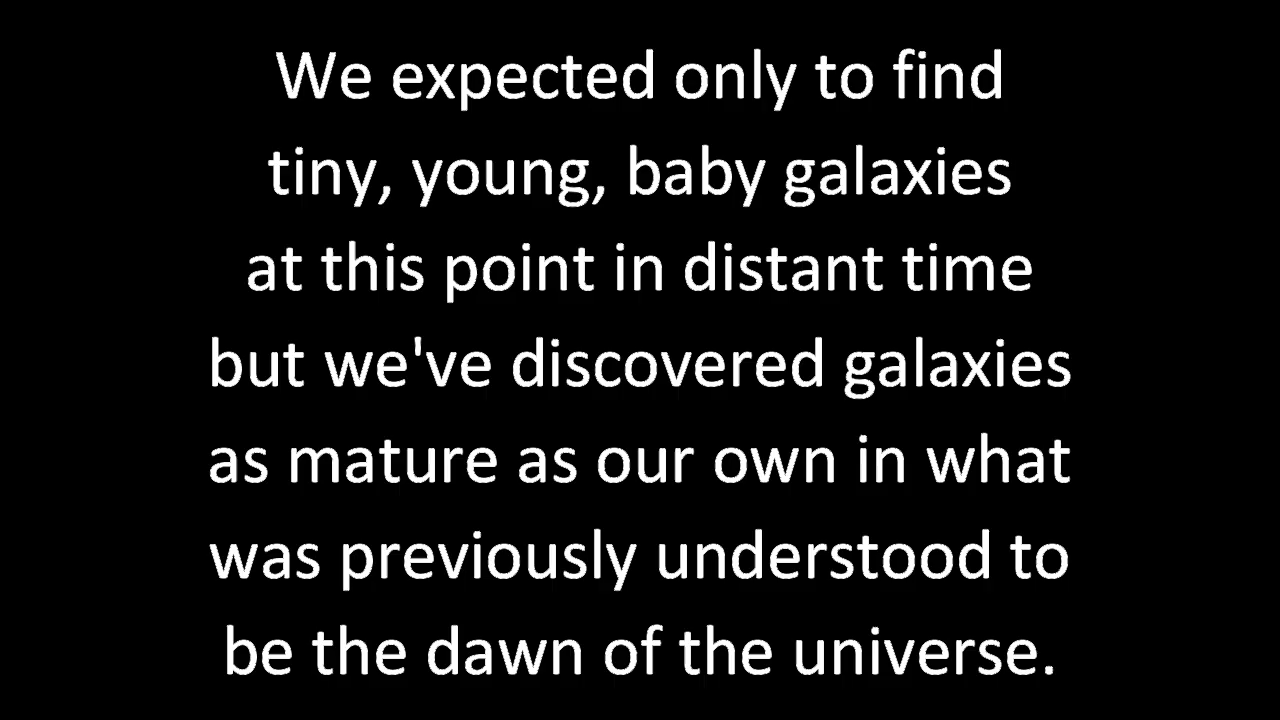 We expected only to find
tiny, young, baby galaxies
at this point in distant time
but we've discovered galaxies
as mature as our own in what
was previously understood to
be the dawn of the universe.